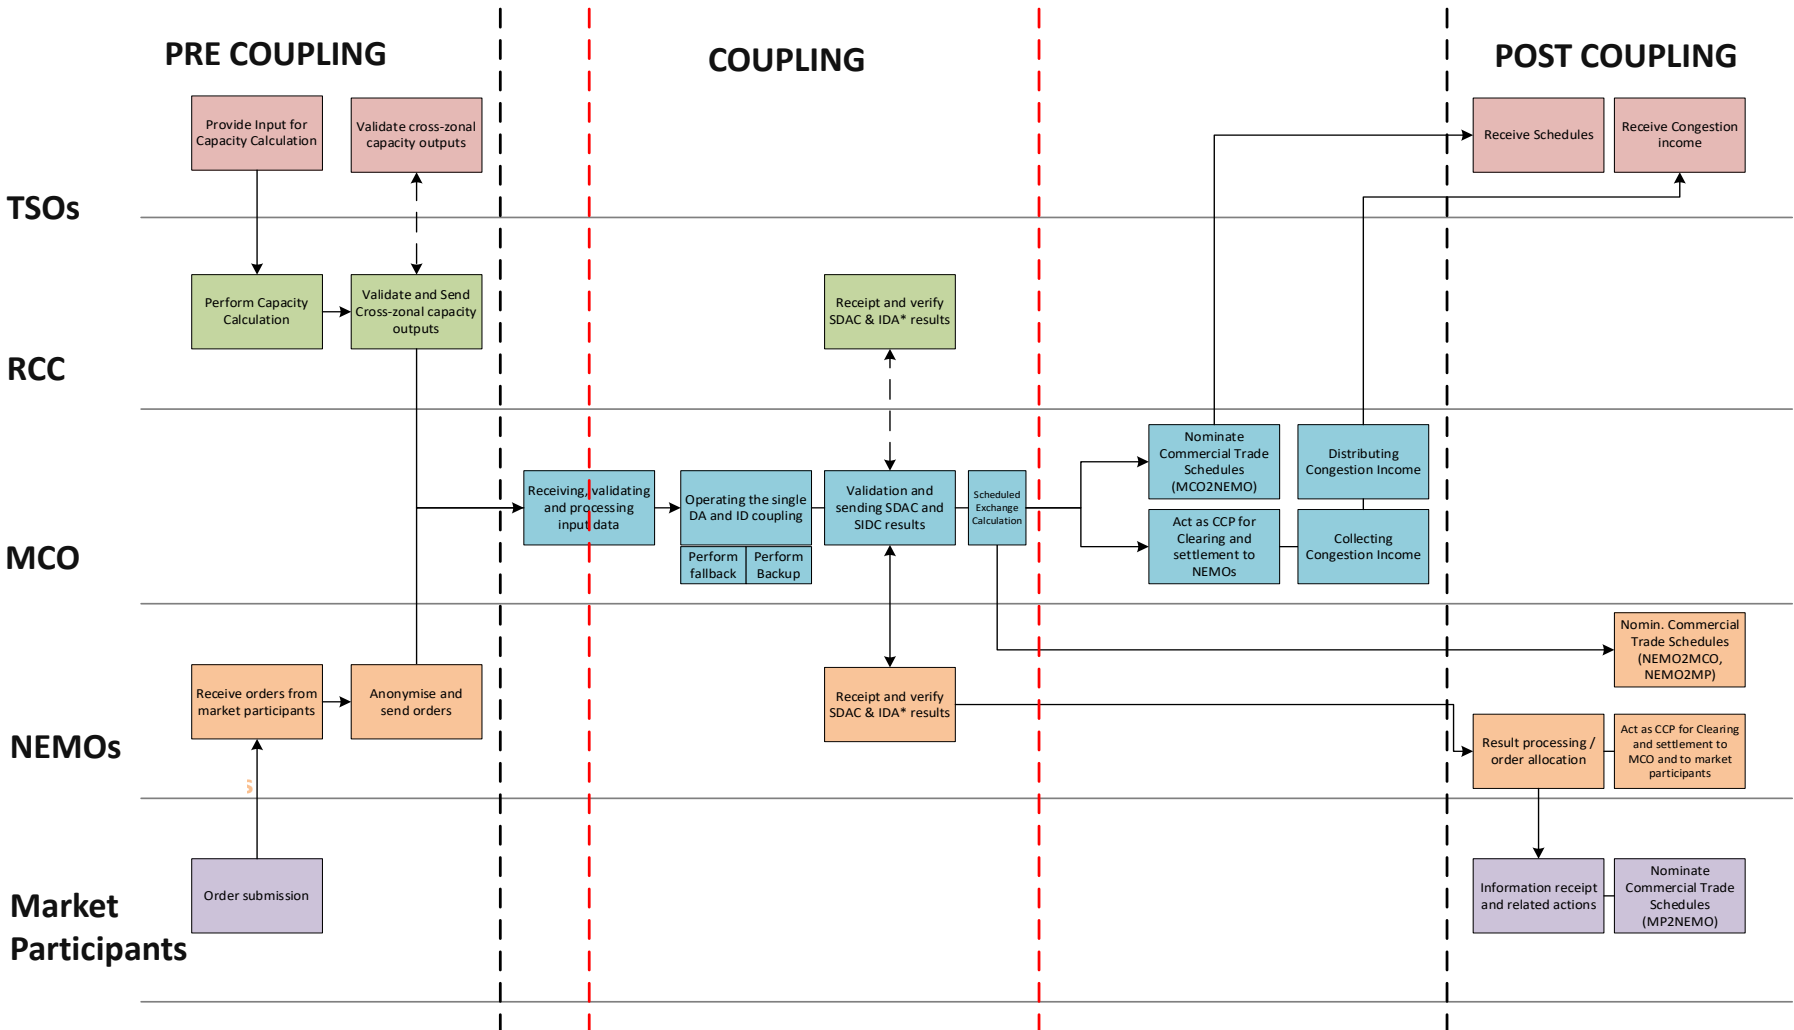 PRE COUPLING
COUPLING
POST COUPLING
Provide Input for
Capacity Calculation
Validate cross-zonal
capacity outputs
Receive Schedules
Receive Congestion
income
TSOs
Perform Capacity
Calculation
Validate and Send
Cross-zonal capacity
outputs
Receipt and verify
SDAC & IDA* results
RCC
Receiving, validating
and processing
input data
Operating the single
DA and ID coupling
Perform
fallback
Perform
Backup
Validation and
sending SDAC and
SIDC results
Scheduled
Exchange
Calculation
Nominate
Commercial Trade
Schedules
(MCO2NEMO)
Distributing
Congestion Income
Act as CCP for
Clearing and
settlement to
NEMOs
Collecting
Congestion Income
MCO
Nomin. Commercial
Trade Schedules
(NEMO2MCO,
NEMO2MP)
Receive orders from
market participants
Anonymise and
send orders
Receipt and verify
SDAC & IDA* results
Result processing /
order allocation
Act as CCP for Clearing
and settlement to
MCO and to market
participants
NEMOs
s
Order submission
Information receipt
and related actions
Nominate
Commercial Trade
Schedules
(MP2NEMO)
Market
Participants